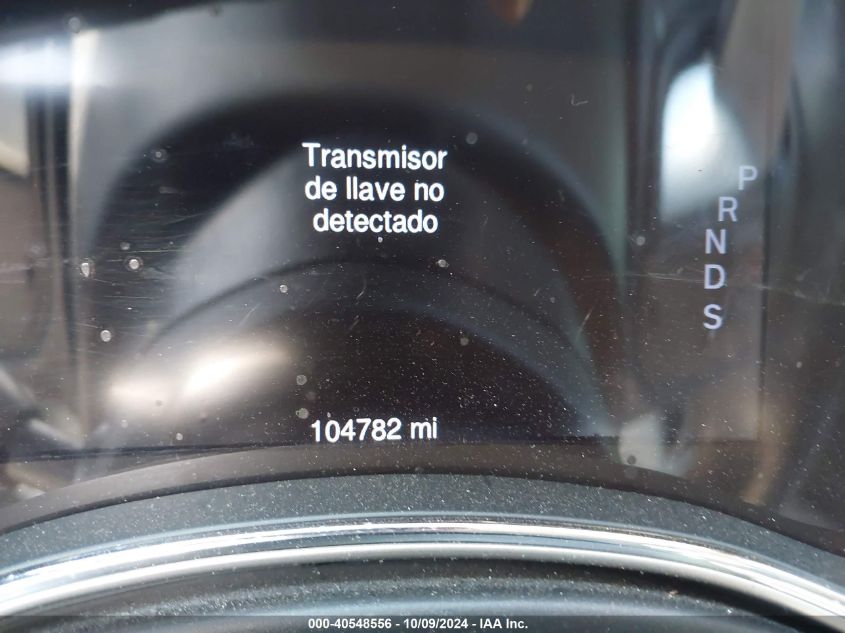 Transmisor
de llave no
detectado
P
R
N
D
S
104782 mi
000-40548556 - 10/09/2024 - IAA Inc.